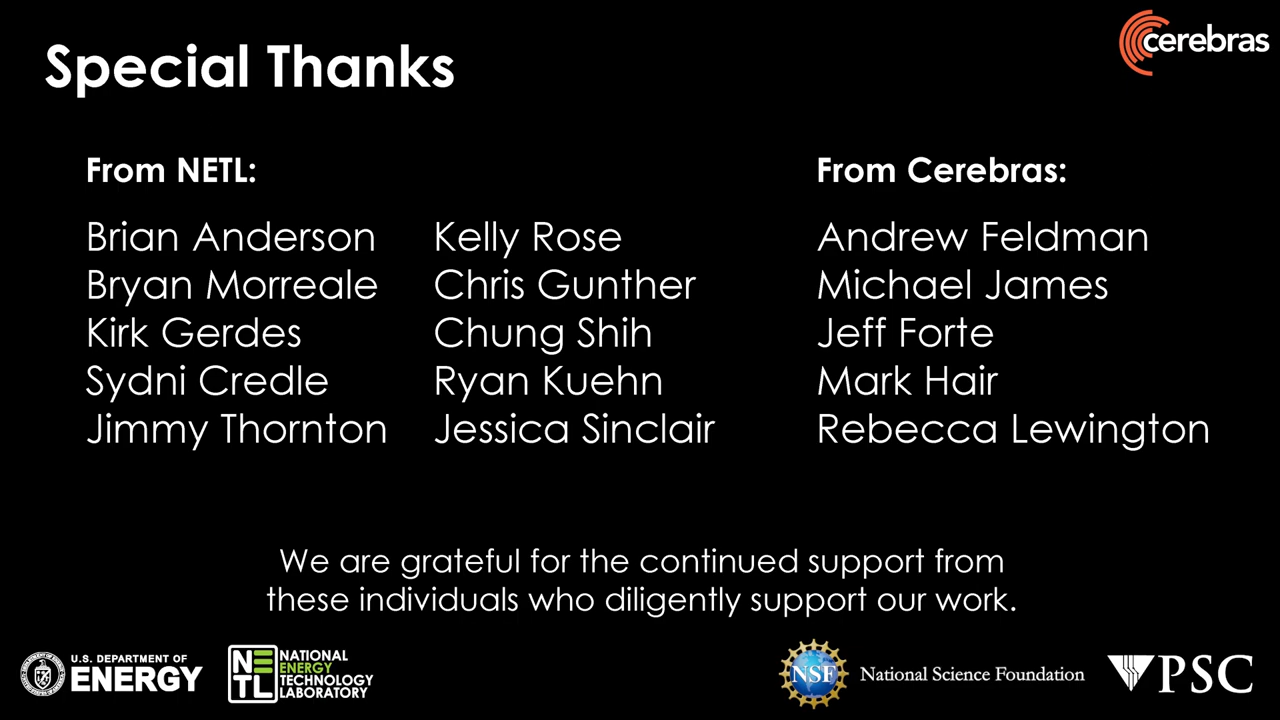 cerebras
Special Thanks
From NETL:
Brian Anderson
Bryan Morreale
Kirk Gerdes
Sydni Credle
Jimmy Thornton
Kelly Rose
Chris Gunther
Chung Shih
Ryan Kuehn
Jessica Sinclair
From Cerebras:
Andrew Feldman
Michael James
Jeff Forte
Mark Hair
Rebecca Lewington
We are grateful for the continued support from
these individuals who diligently support our work.
U.S. DEPARTMENT OF
ENERGY
NE
TL
NATIONAL
ENERGY
TECHNOLOGY
LABORATORY
NSF
National Science Foundation
PSC